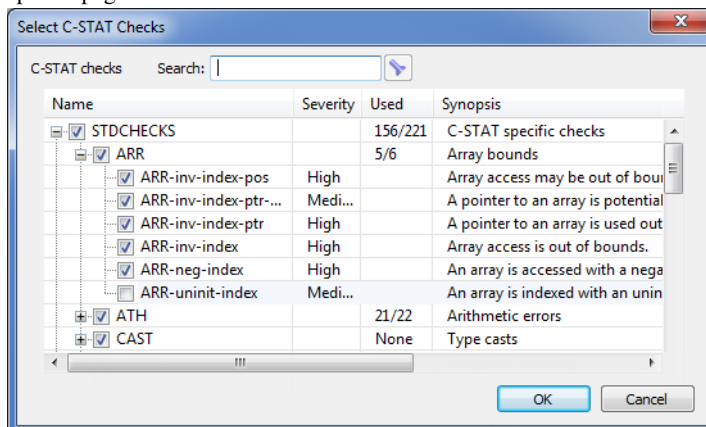 Select C-STAT Checks
C-STAT checks Search:
Name Severity Used Synopsis
STDCHECKS 156/221 C-STAT specific checks
ARR 5/6 Array bounds
ARR-inv-index-pos High Array access may be out of
ARR-inv-index-ptr-... Medi... A pointer to an array is
ARR-inv-index-ptr High A pointer to an array is used out
ARR-inv-index High Array access is out of bounds.
ARR-neg-index High An array is accessed with a
ARR-uninit-index Medi... An array is indexed with an
ATH 21/22 Arithmetic errors
CAST None Type casts
OK Cancel